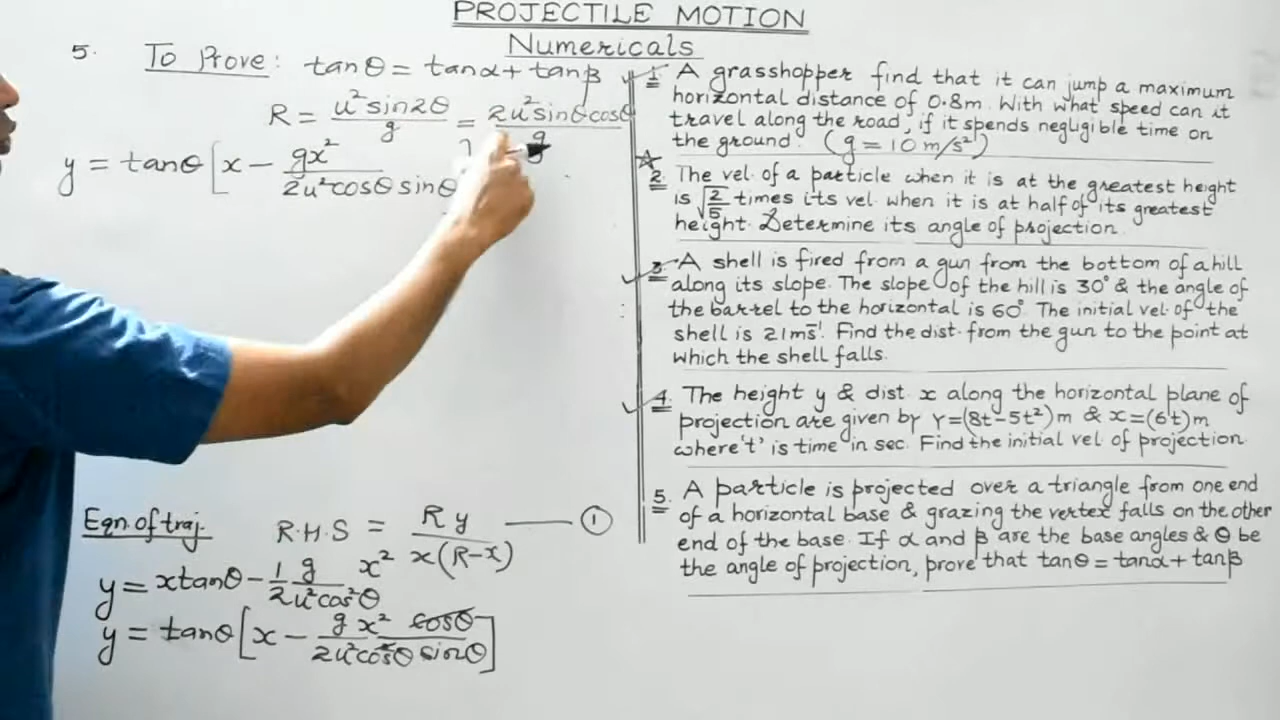 PROJECTILE MOTION
Numericals
5. To Prove: tanθ = tanα + tanβ
R = u²sin2θ / g = 2u²sinθcosθ / g
y = tanθ [x − gx² / 2u²cosθ sinθ
Eqn. of traj.
R.H.S = R y / x(R−x) —— ①
y = x tanθ − 1/2 g x² / u²cos²θ
y = tanθ [x − g x² cosθ / 2u²cos²θ sinθ]
1. A grasshopper find that it can jump a maximum
horizontal distance of 0.8m. With what speed can it
travel along the road, if it spends negligible time on
the ground. (g = 10 m/s²)
2. The vel. of a particle when it is at the greatest height
is √2/5 times its vel. when it is at half of its greatest
height. Determine its angle of projection.
3. A shell is fired from a gun from the bottom of a hill
along its slope. The slope of the hill is 30° & the angle of
the barrel to the horizontal is 60°. The initial vel. of the
shell is 21ms⁻¹. Find the dist. from the gun to the point at
which the shell falls.
4. The height y & dist. x along the horizontal plane of
projection are given by Y=(8t−5t²)m & x=(6t)m
where 't' is time in sec. Find the initial vel of projection.
5. A particle is projected over a triangle from one end
of a horizontal base & grazing the vertex falls on the other
end of the base. If α and β are the base angles & θ be
the angle of projection, prove that tanθ = tanα + tanβ